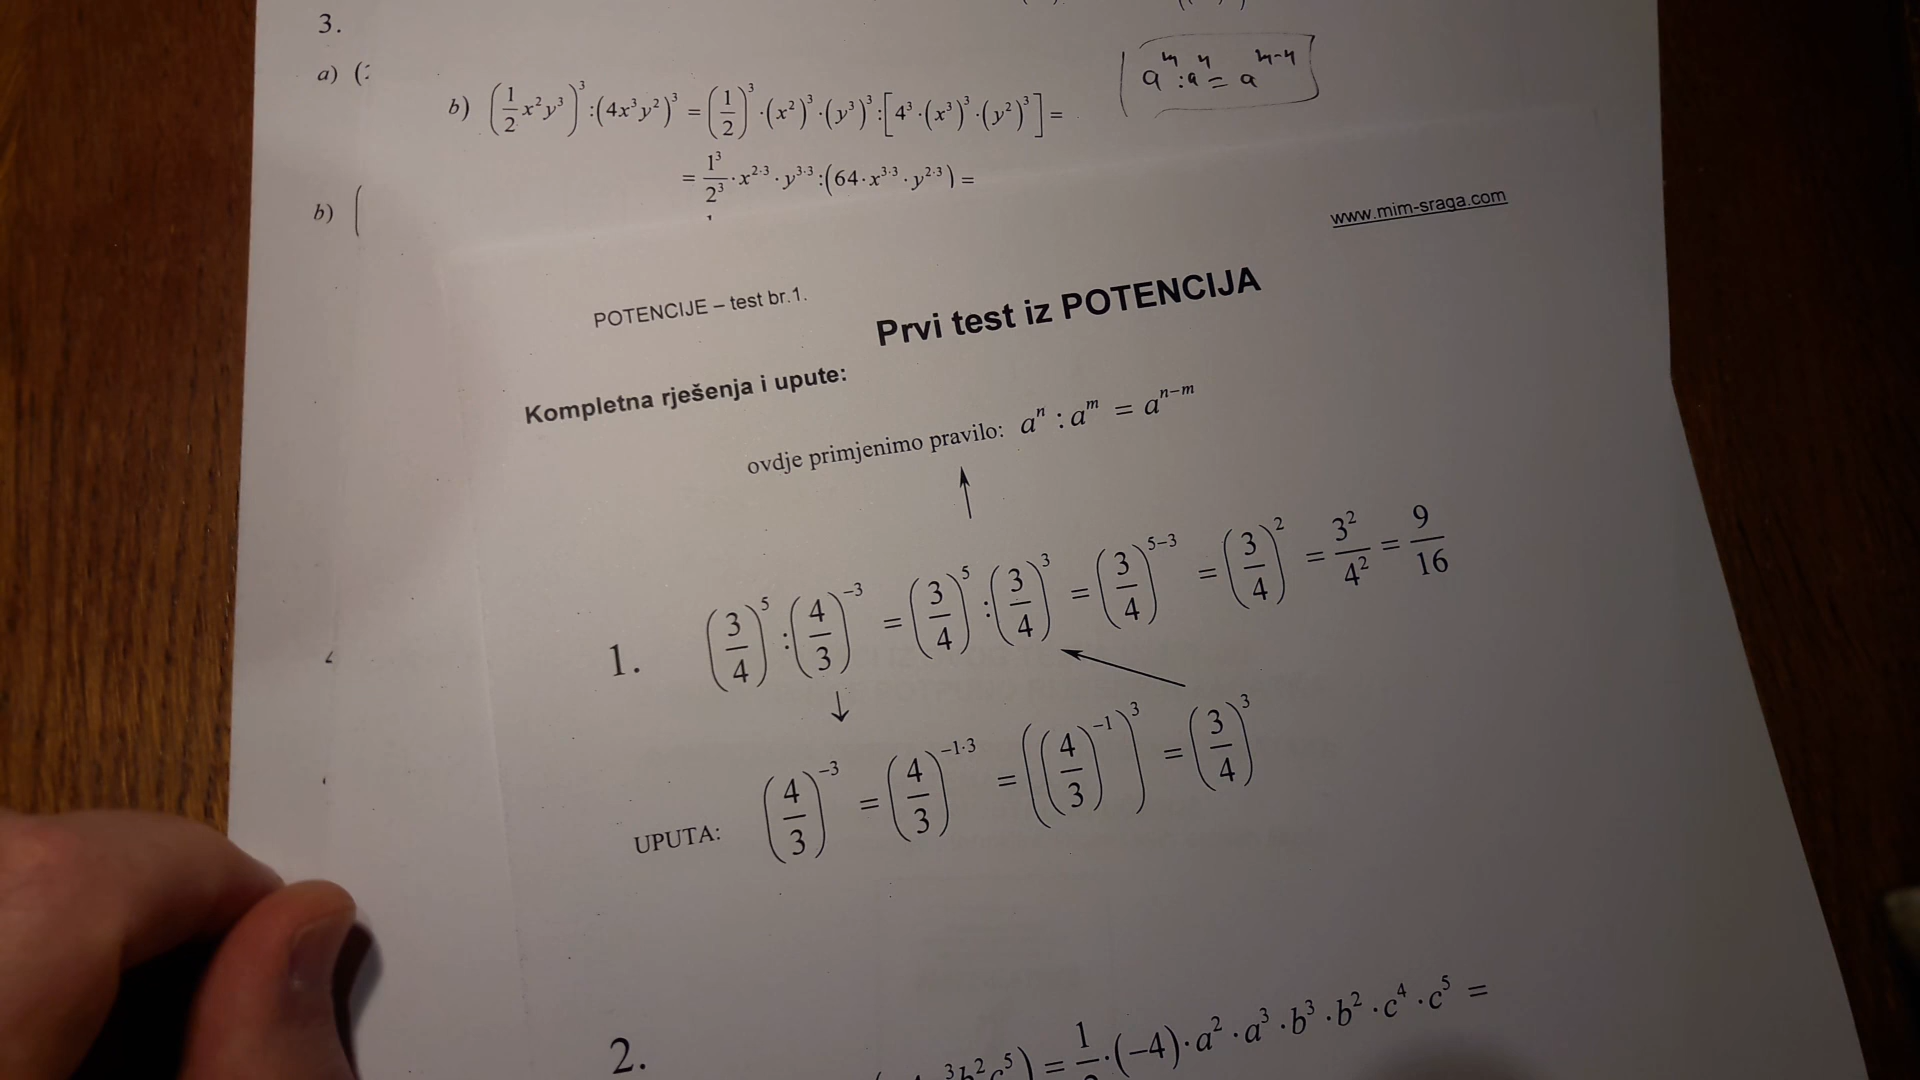 3.
a) (
b) (1/2 x²y³)³ : (4x³y²)³ = (1/2)³ · (x²)³ · (y³)³ : [4³ · (x³)³ · (y²)³] =
aᵐ : aⁿ = aᵐ⁻ⁿ
= 1³/2³ · x²·³ · y³·³ : (64 · x³·³ · y²·³) =
b) (
www.mim-sraga.com
POTENCIJE – test br.1.
Prvi test iz POTENCIJA
Kompletna rješenja i upute:
ovdje primjenimo pravilo: aⁿ : aᵐ = aⁿ⁻ᵐ
1. (3/4)⁵ : (4/3)⁻³ = (3/4)⁵ : (3/4)³ = (3/4)⁵⁻³ = (3/4)² = 3²/4² = 9/16
UPUTA: (4/3)⁻³ = (4/3)⁻¹·³ = ((4/3)⁻¹)³ = (3/4)³
2. ³b²c⁵) = 1/ · (−4) · a² · a³ · b³ · b² · c⁴ · c⁵ =